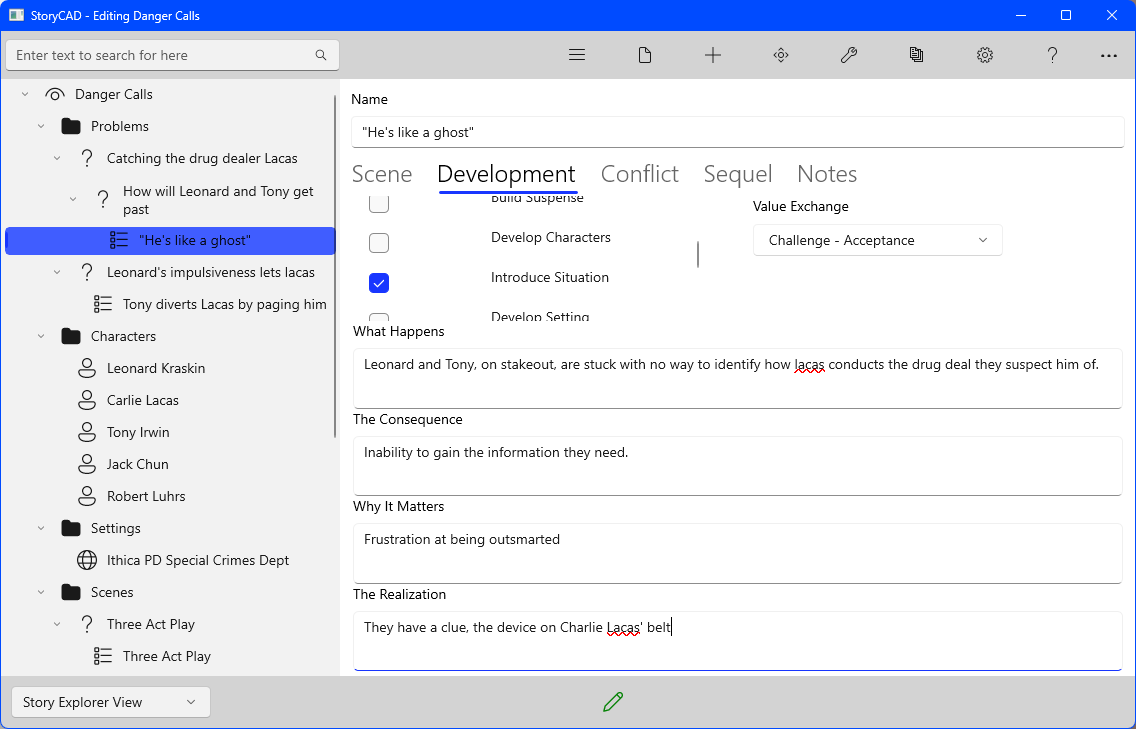 StoryCAD - Editing Danger Calls
Enter text to search for here
Danger Calls
Problems
Catching the drug dealer Lacas
How will Leonard and Tony get
past
"He's like a ghost"
Leonard's impulsiveness lets lacas
Tony diverts Lacas by paging him
Characters
Leonard Kraskin
Carlie Lacas
Tony Irwin
Jack Chun
Robert Luhrs
Settings
Ithica PD Special Crimes Dept
Scenes
Three Act Play
Three Act Play
Story Explorer View
Name
"He's like a ghost"
Scene Development Conflict Sequel Notes
Build Suspense
Develop Characters
Introduce Situation
Develop Setting
Value Exchange
Challenge - Acceptance
What Happens
Leonard and Tony, on stakeout, are stuck with no way to identify how lacas conducts the drug deal they suspect him of.
The Consequence
Inability to gain the information they need.
Why It Matters
Frustration at being outsmarted
The Realization
They have a clue, the device on Charlie Lacas' belt